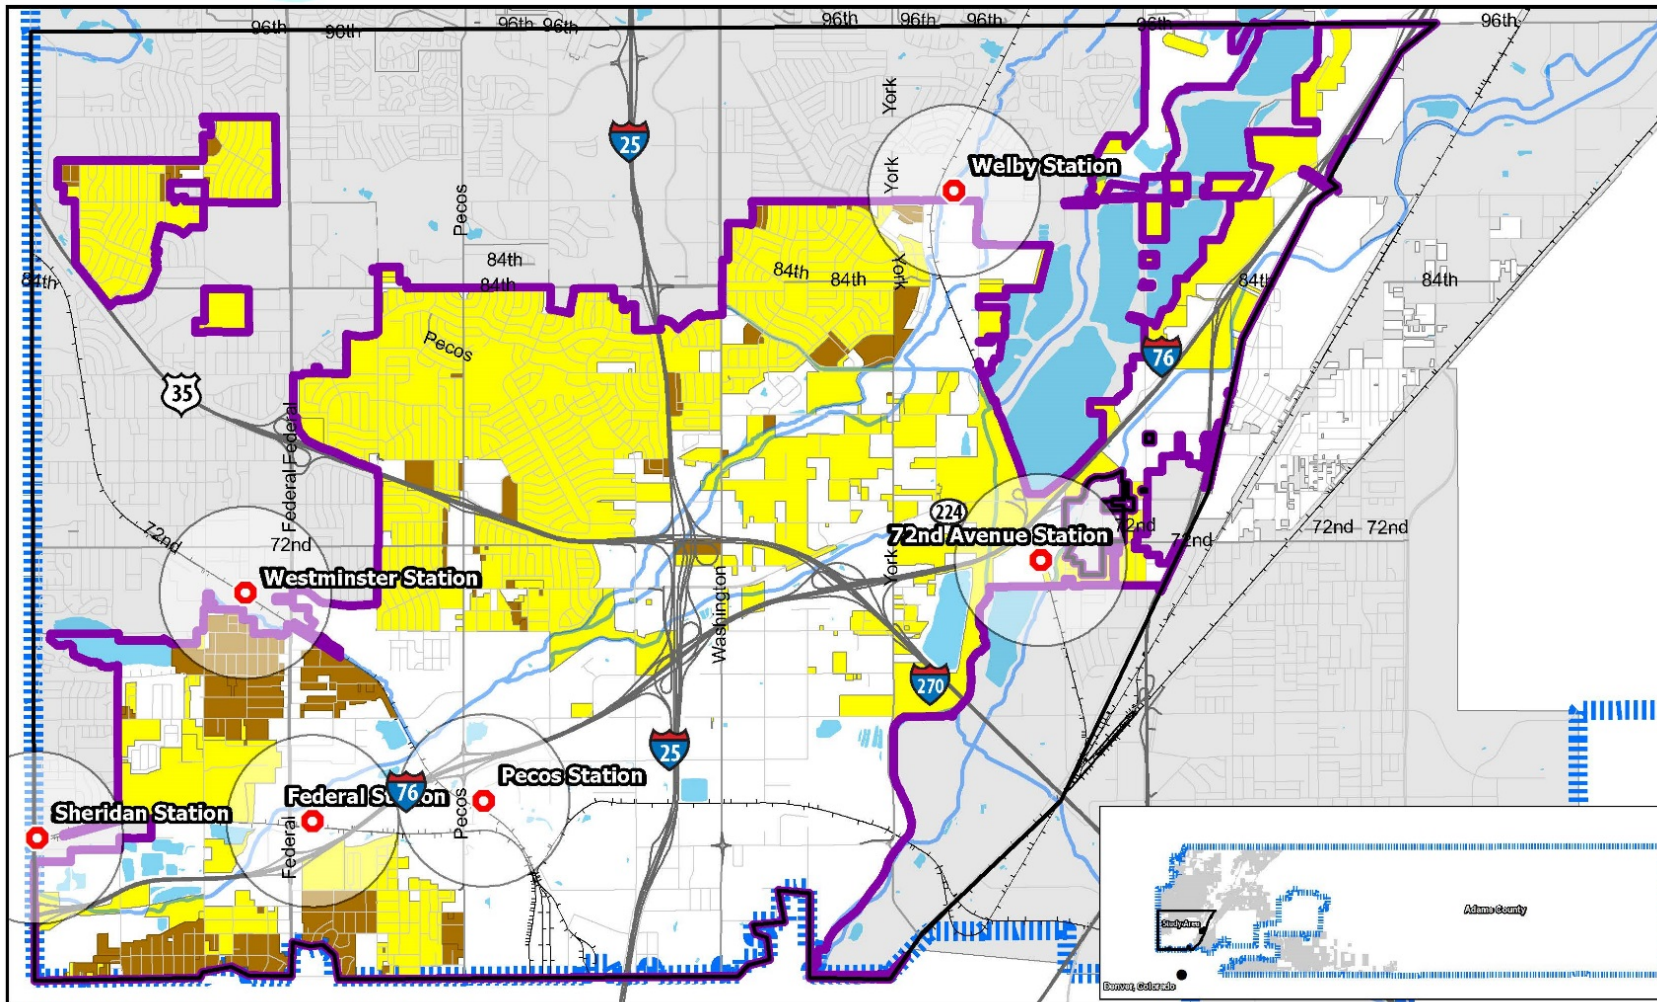 96th
96th
96th
96th
96th
96th
96th
96th
96th
25
York
York
Welby Station
Pecos
84th
84th
84th
84th
84th
84th
84th
York
Pecos
76
35
Federal
Federal
224
72nd
72nd
72nd Avenue Station
72nd
72nd
72nd
72nd
York
Westminster Station
Washington
270
25
Pecos Station
Federal Station
76
Pecos
Sheridan Station
Federal
Adams County
Study Area
Denver, Colorado